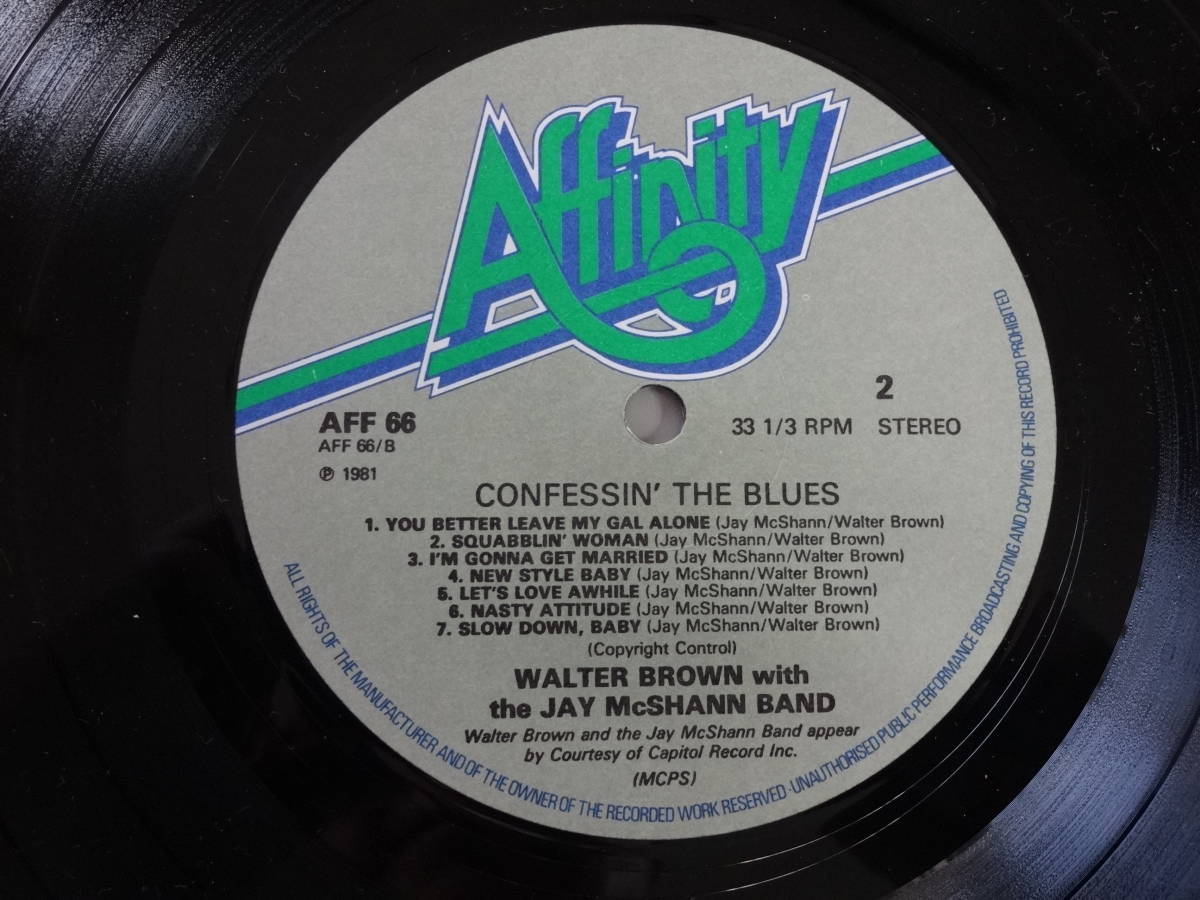 Affinity
2
AFF 66
33 1/3 RPM STEREO
AFF 66/B
℗ 1981
CONFESSIN' THE BLUES
1. YOU BETTER LEAVE MY GAL ALONE (Jay McShann/Walter Brown)
2. SQUABBLIN' WOMAN (Jay McShann/Walter Brown)
3. I'M GONNA GET MARRIED (Jay McShann/Walter Brown)
4. NEW STYLE BABY (Jay McShann/Walter Brown)
5. LET'S LOVE AWHILE (Jay McShann/Walter Brown)
6. NASTY ATTITUDE (Jay McShann/Walter Brown)
7. SLOW DOWN, BABY (Jay McShann/Walter Brown)
(Copyright Control)
WALTER BROWN with
the JAY McSHANN BAND
Walter Brown and the Jay McShann Band appear
by Courtesy of Capitol Record Inc.
(MCPS)
ALL RIGHTS OF THE MANUFACTURER AND OF THE OWNER OF THE RECORDED WORK RESERVED · UNAUTHORISED PUBLIC PERFORMANCE BROADCASTING AND COPYING OF THIS RECORD PROHIBITED